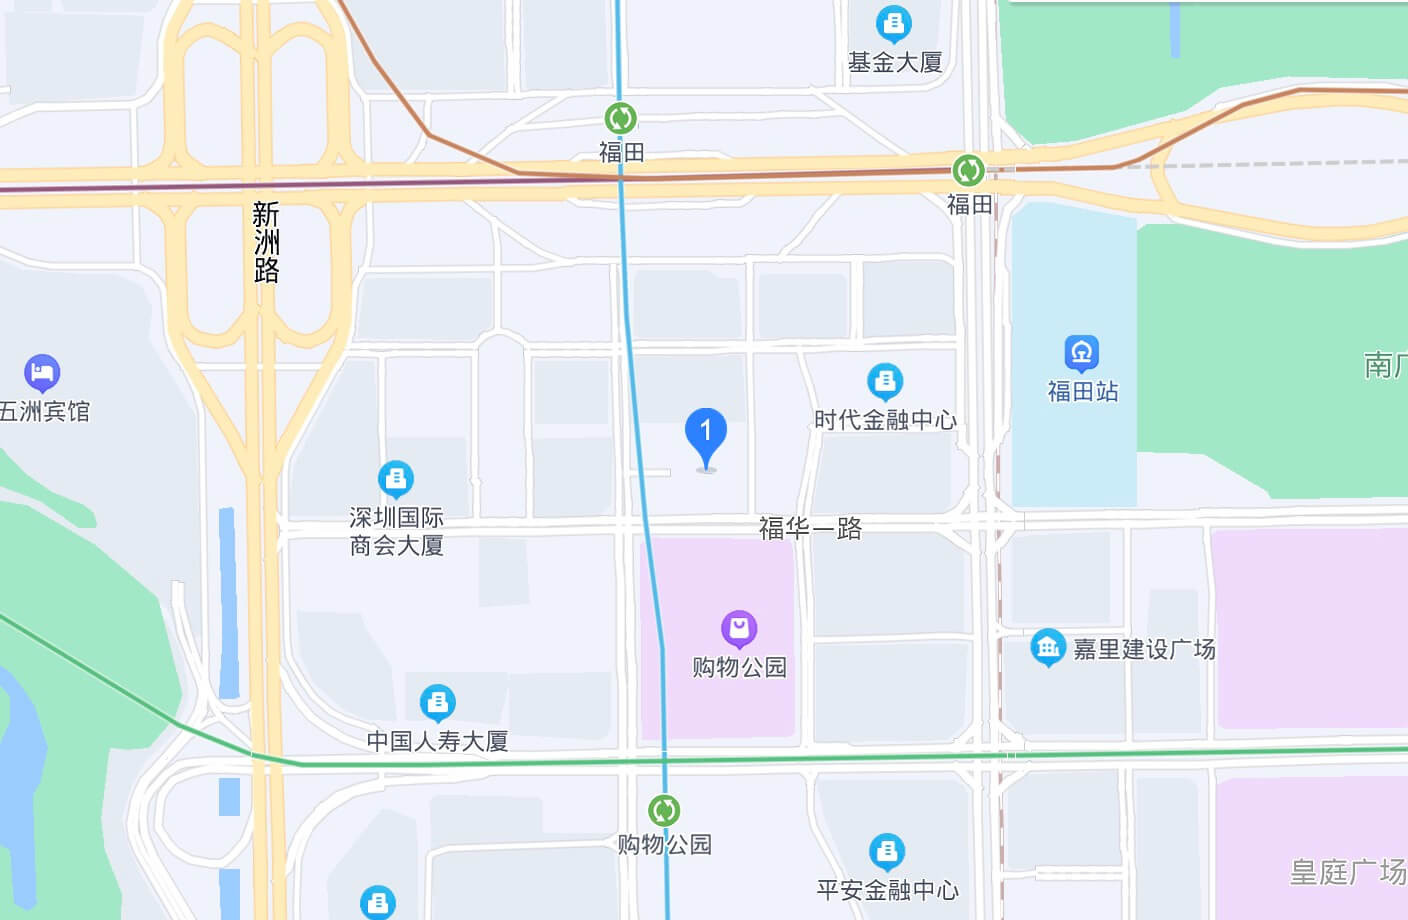 基金大厦
福田
福田
新洲路
五洲宾馆
南广
福田站
时代金融中心
1
深圳国际
商会大厦
福华一路
购物公园
嘉里建设广场
中国人寿大厦
购物公园
平安金融中心
皇庭广场